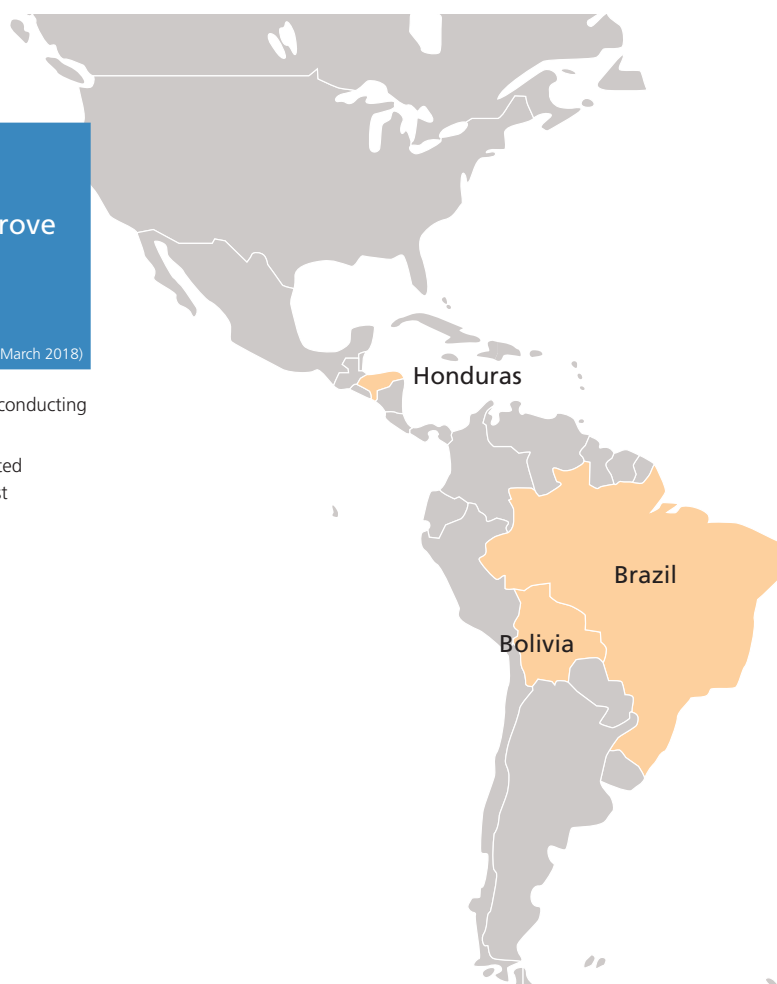 rove
March 2018)
conducting
ted
st
Honduras
Brazil
Bolivia